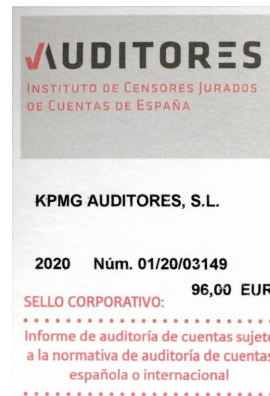 AUDITORES
INSTITUTO DE CENSORES JURADOS
DE CUENTAS DE ESPAÑA
KPMG AUDITORES, S.L.
2020 Núm. 01/20/03149
96,00 EUR
SELLO CORPORATIVO:
Informe de auditoría de cuentas sujeto
a la normativa de auditoría de cuentas
española o internacional